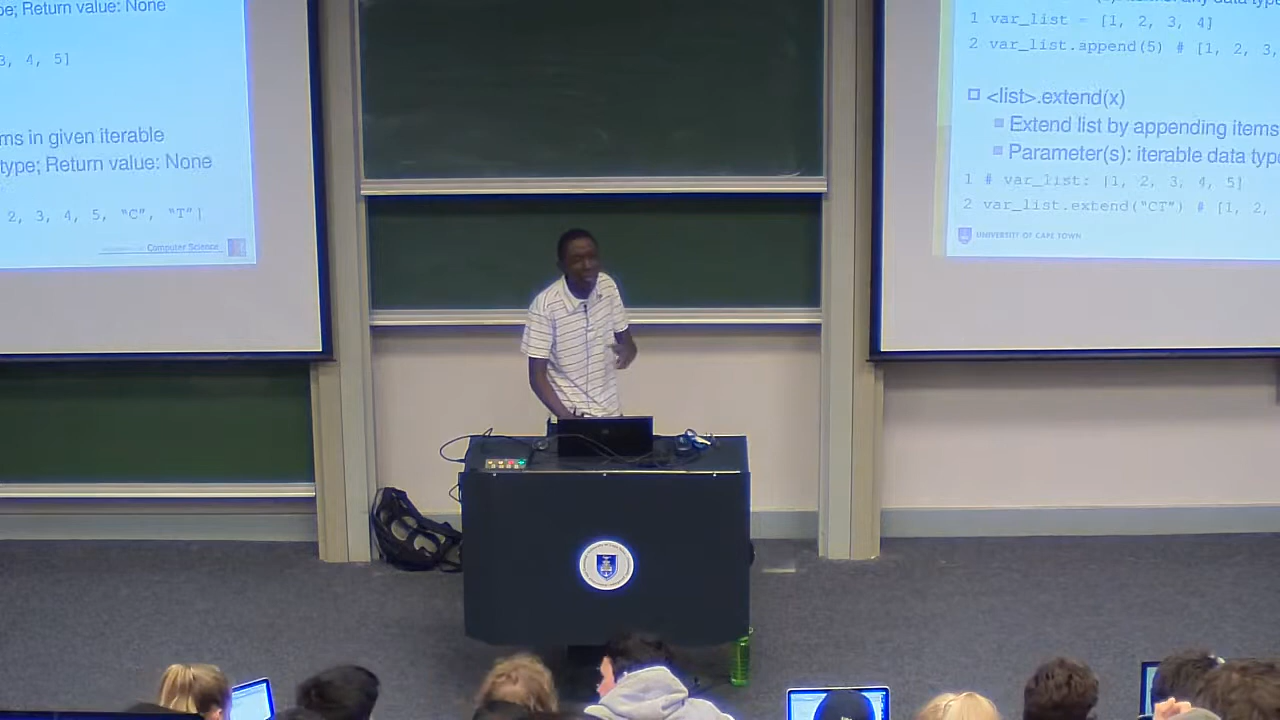 ; Return value: None
3, 4, 5]
ms in given iterable
type; Return value: None
2, 3, 4, 5, "C", "T"]
Computer Science
1 var_list = [1, 2, 3, 4]
2 var_list.append(5) # [1, 2, 3,
<list>.extend(x)
Extend list by appending items
Parameter(s): iterable data type
1 # var_list: [1, 2, 3, 4, 5]
2 var_list.extend("CT") # [1, 2,
UNIVERSITY OF CAPE TOWN